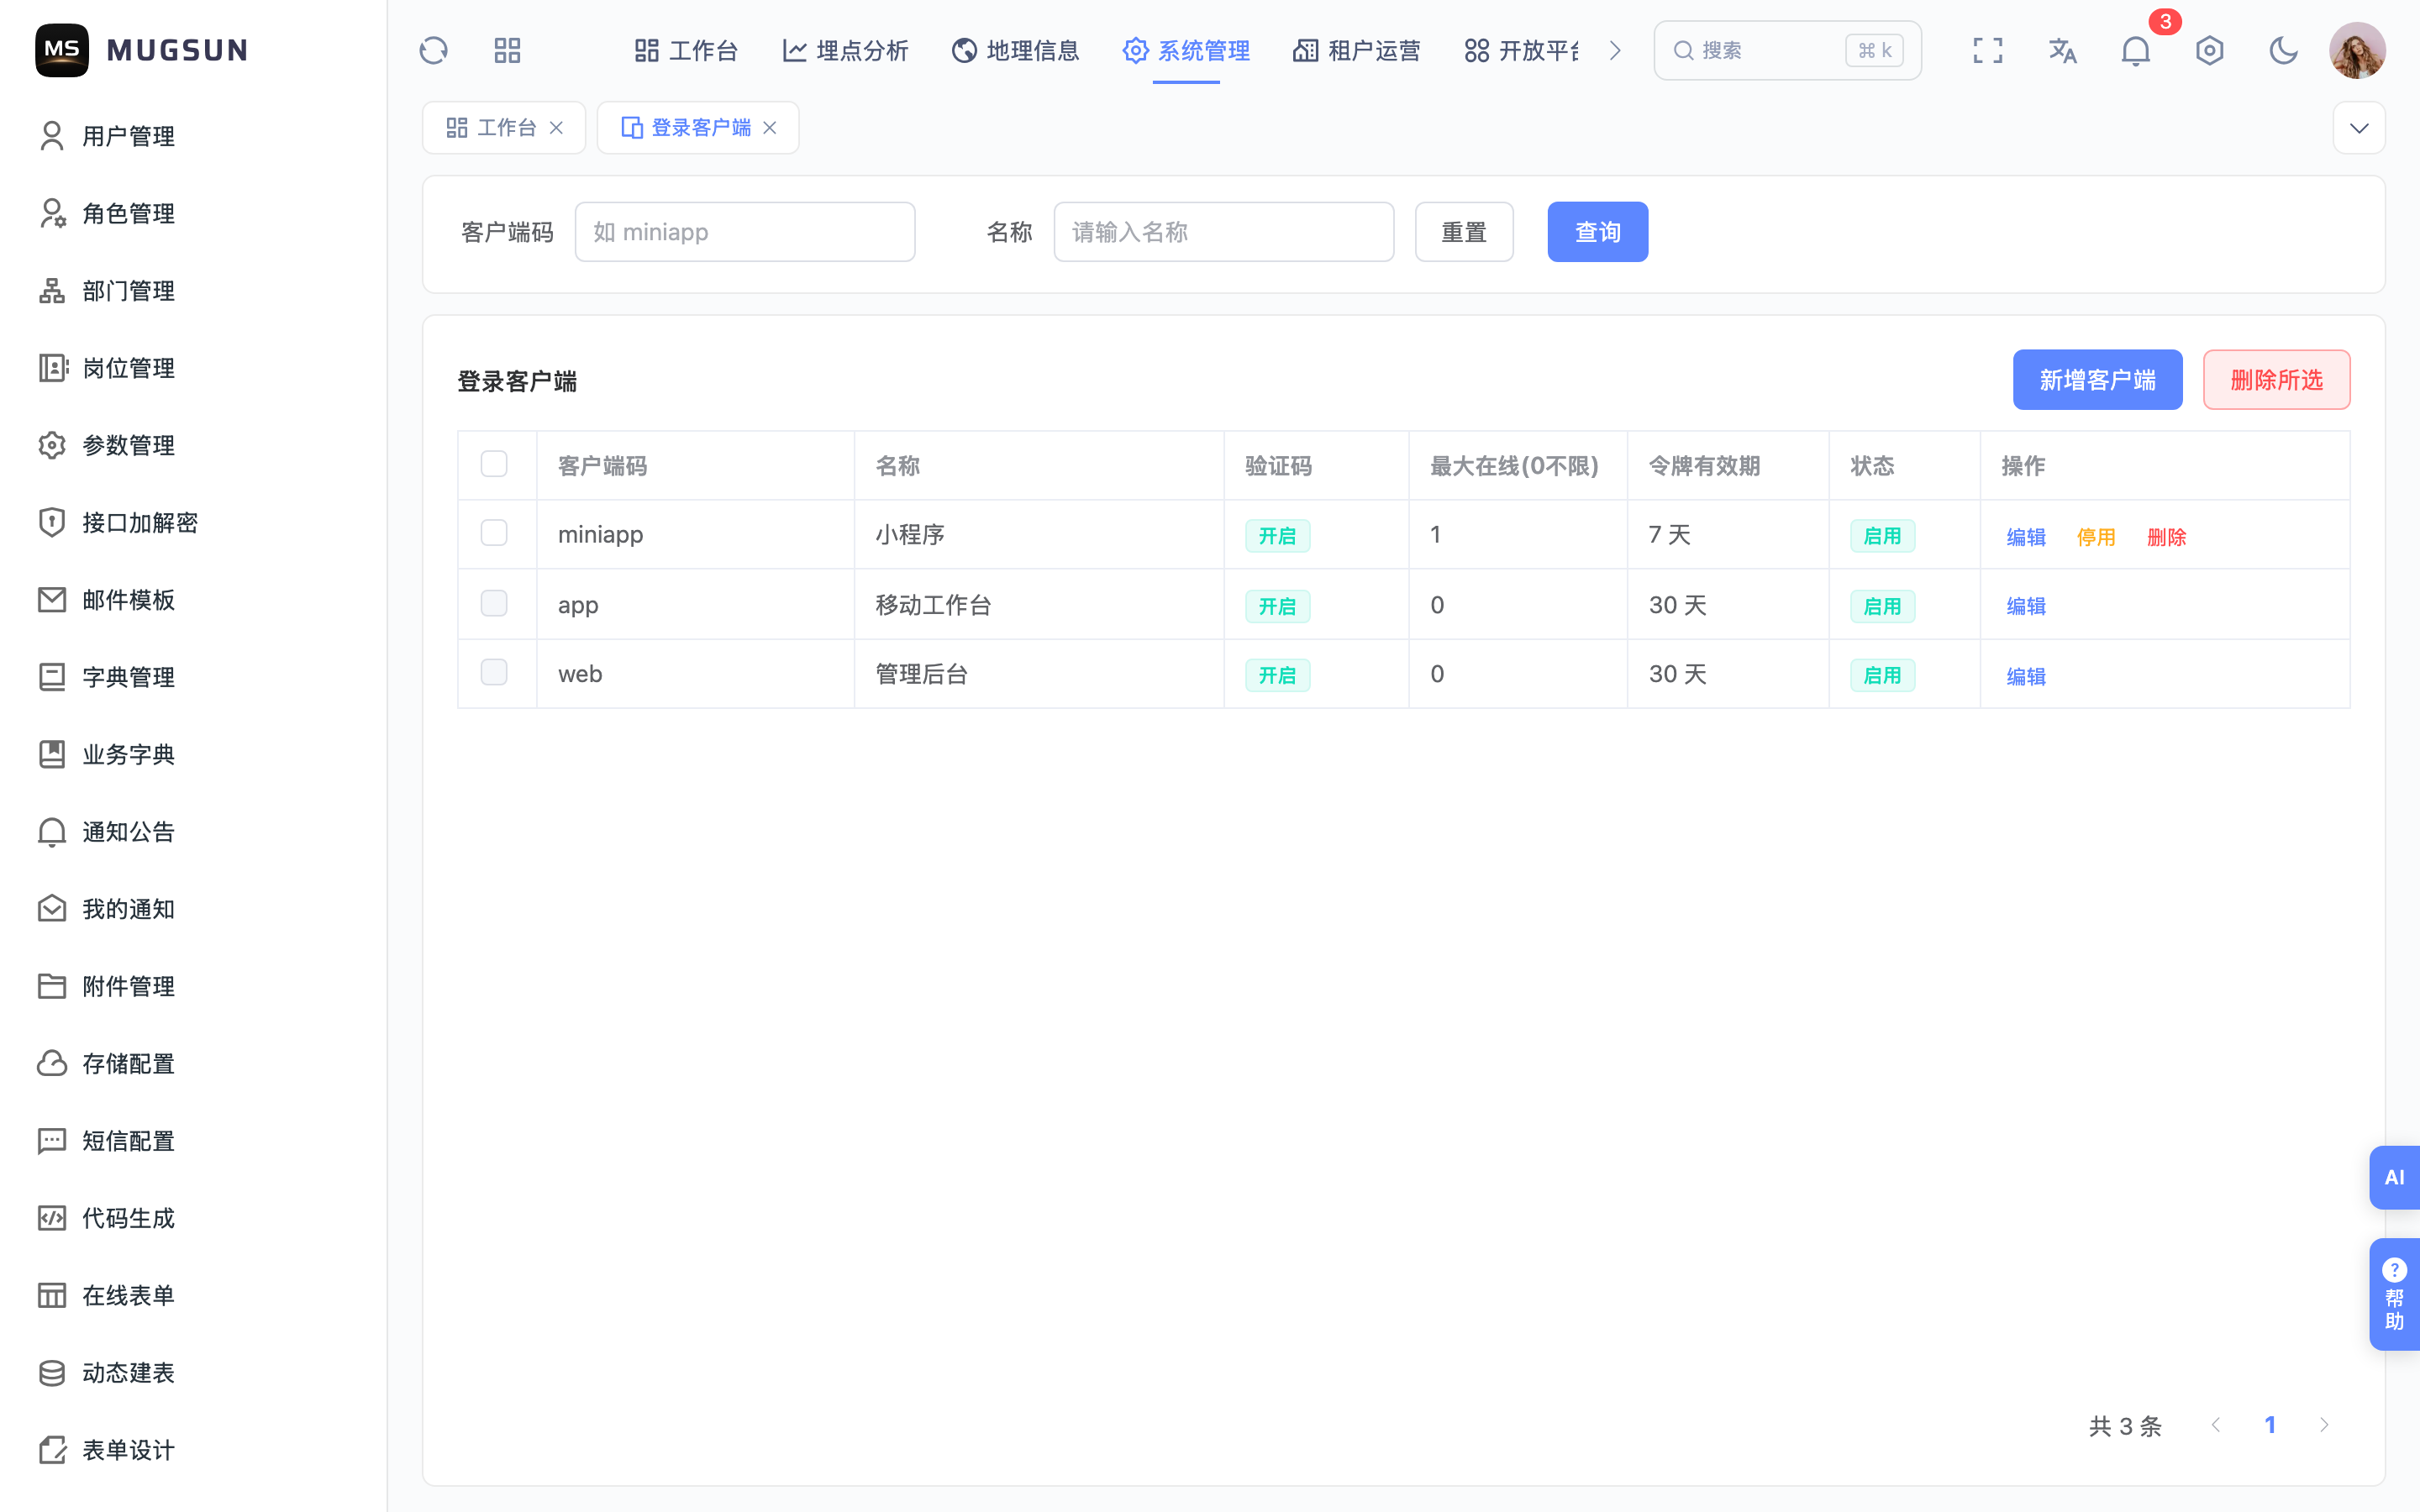 MS MUGSUN
用户管理
角色管理
部门管理
岗位管理
参数管理
接口加解密
邮件模板
字典管理
业务字典
通知公告
我的通知
附件管理
存储配置
短信配置
代码生成
在线表单
动态建表
表单设计
工作台 埋点分析 地理信息 系统管理 租户运营 开放平台 搜索 ⌘ k 3
工作台 登录客户端
客户端码 如 miniapp 名称 请输入名称 重置 查询
登录客户端 新增客户端 删除所选
客户端码 名称 验证码 最大在线(0不限) 令牌有效期 状态 操作
miniapp 小程序 开启 1 7 天 启用 编辑 停用 删除
app 移动工作台 开启 0 30 天 启用 编辑
web 管理后台 开启 0 30 天 启用 编辑
AI
?
帮
助
共 3 条 1